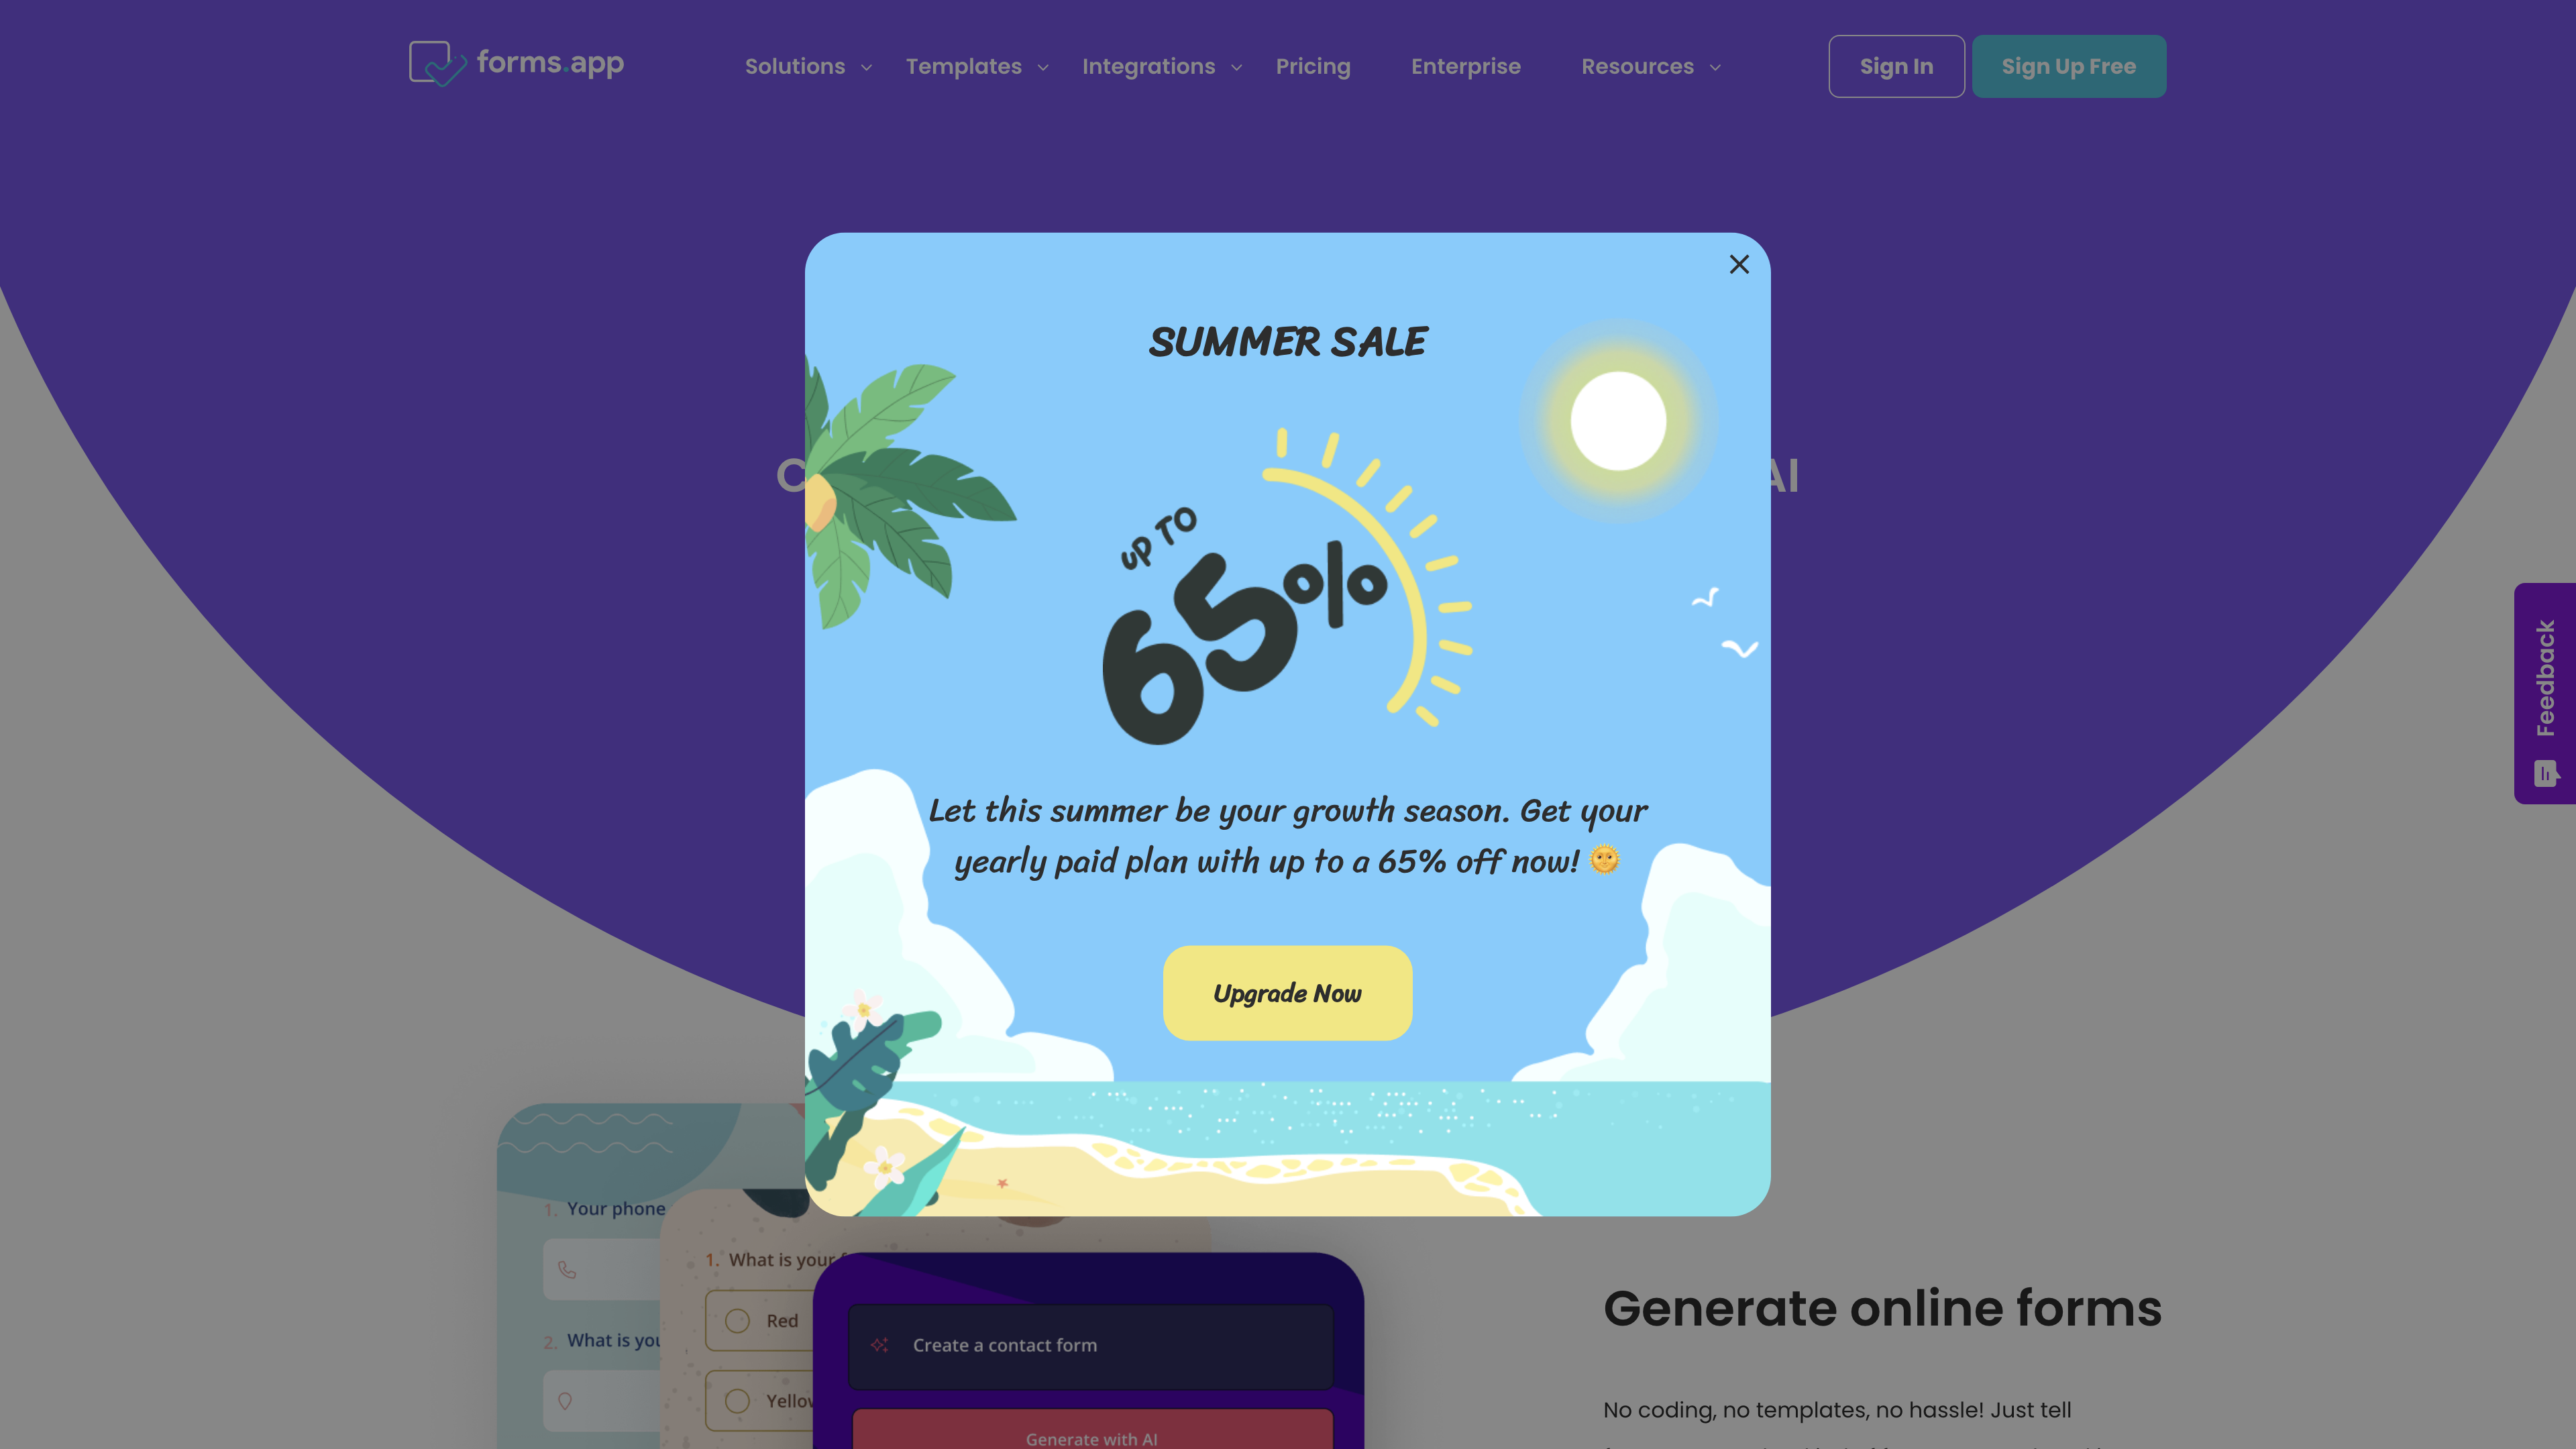 forms.app
Solutions
Templates
Integrations
Pricing
Enterprise
Resources
Sign In
Sign Up Free
AI
SUMMER SALE
UP TO
65%
Let this summer be your growth season. Get your
yearly paid plan with up to a 65% off now! 🌞
Upgrade Now
Feedback
1. Your phone
2. What is you
1. What is your
Red
Yellow
Create a contact form
Generate with AI
Generate online forms
No coding, no templates, no hassle! Just tell